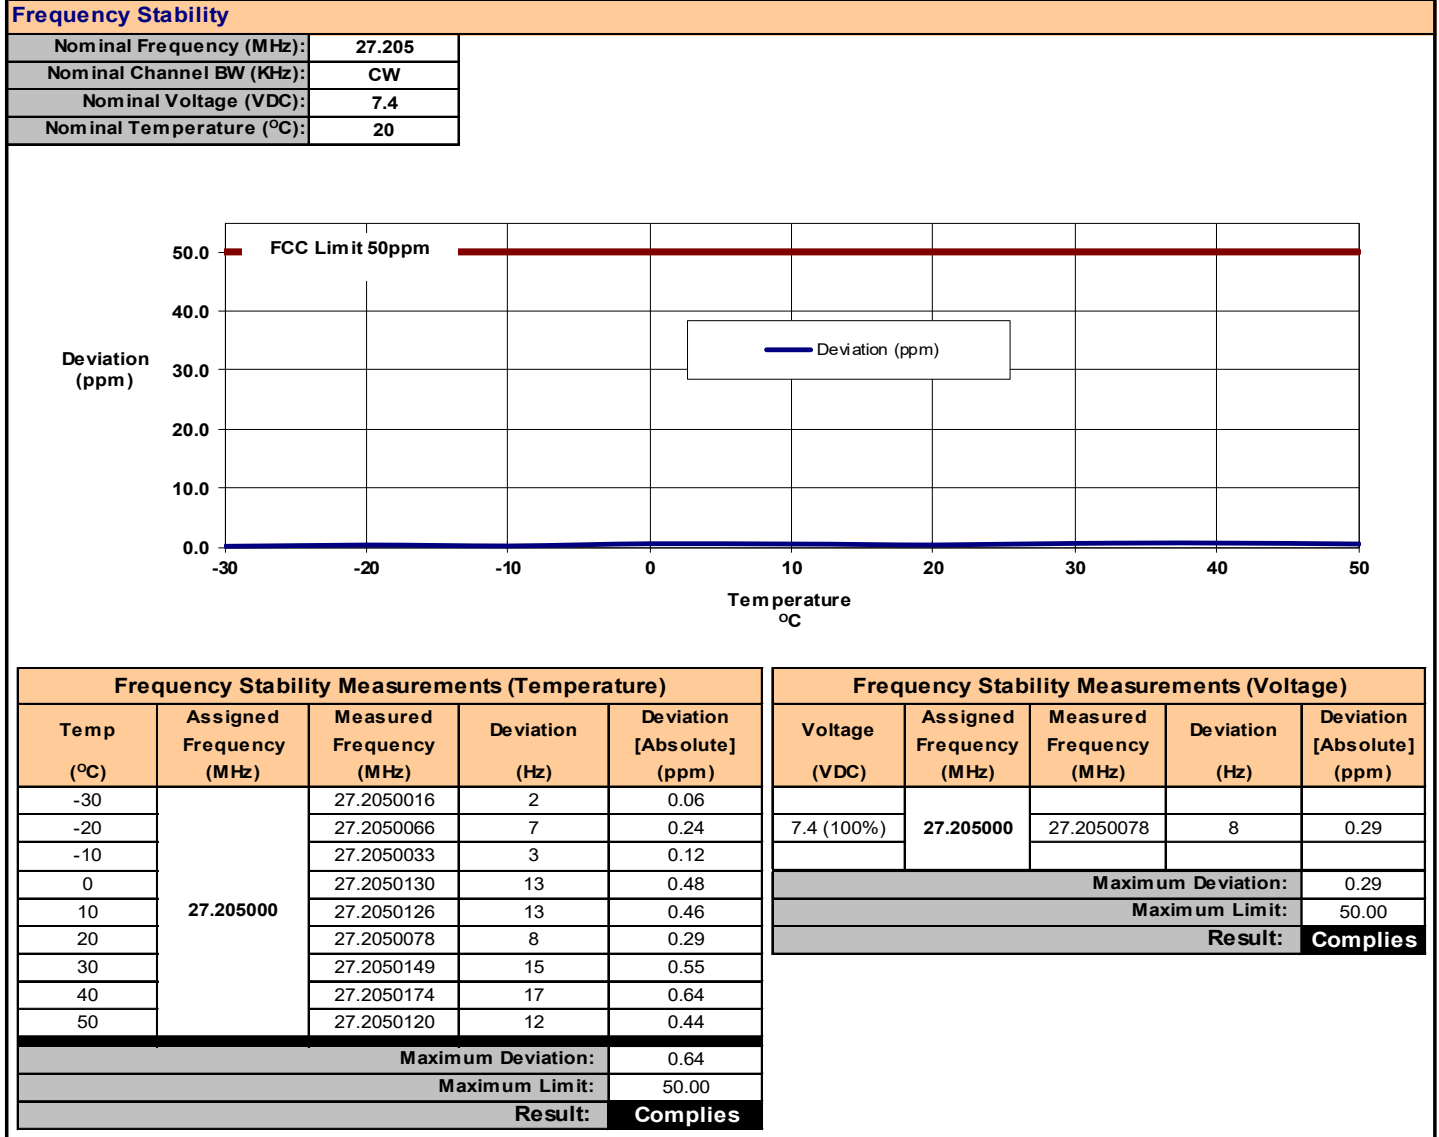 Frequency Stability
Nominal Frequency (MHz): 27.205
Nominal Channel BW (KHz): CW
Nominal Voltage (VDC): 7.4
Nominal Temperature (ᴼC): 20
FCC Limit 50ppm
50.0
40.0
30.0
20.0
10.0
0.0
Deviation
(ppm)
Deviation (ppm)
-30 -20 -10 0 10 20 30 40 50
Temperature
ᴼC
Frequency Stability Measurements (Temperature)
Temp Assigned Measured Deviation Deviation
Frequency Frequency [Absolute]
(ᴼC) (MHz) (MHz) (Hz) (ppm)
-30 27.2050016 2 0.06
-20 27.2050066 7 0.24
-10 27.2050033 3 0.12
0 27.2050130 13 0.48
10 27.205000 27.2050126 13 0.46
20 27.2050078 8 0.29
30 27.2050149 15 0.55
40 27.2050174 17 0.64
50 27.2050120 12 0.44
Maximum Deviation: 0.64
Maximum Limit: 50.00
Result: Complies
Frequency Stability Measurements (Voltage)
Voltage Assigned Measured Deviation Deviation
Frequency Frequency [Absolute]
(VDC) (MHz) (MHz) (Hz) (ppm)
7.4 (100%) 27.205000 27.2050078 8 0.29
Maximum Deviation: 0.29
Maximum Limit: 50.00
Result: Complies